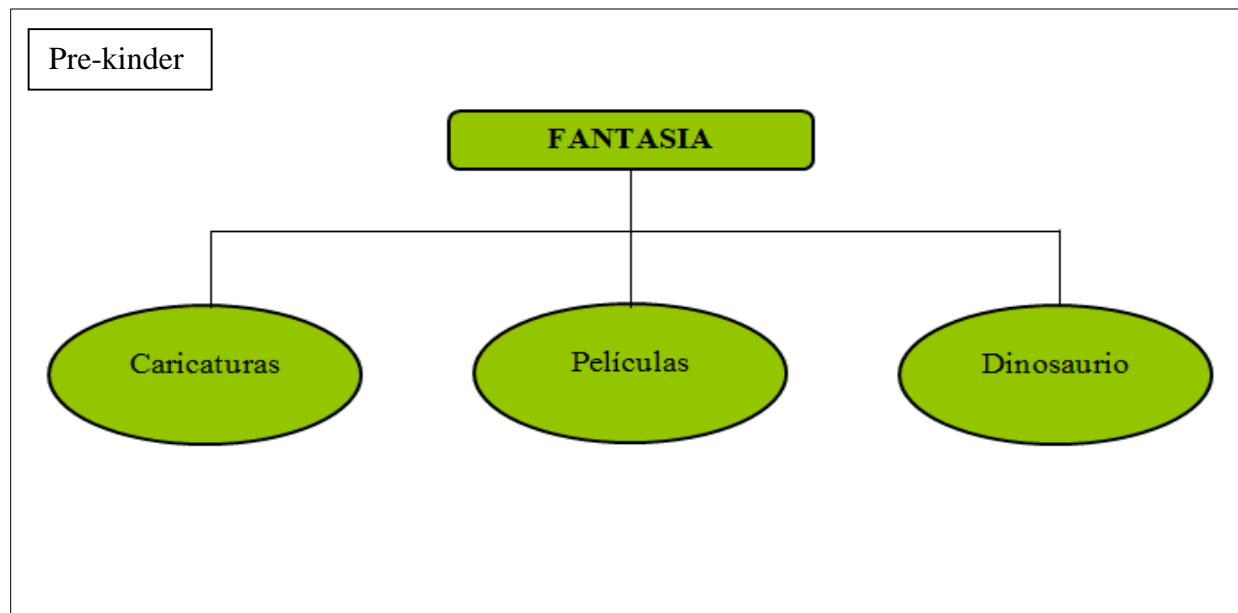 Pre-kinder
FANTASIA
Caricaturas
Películas
Dinosaurio